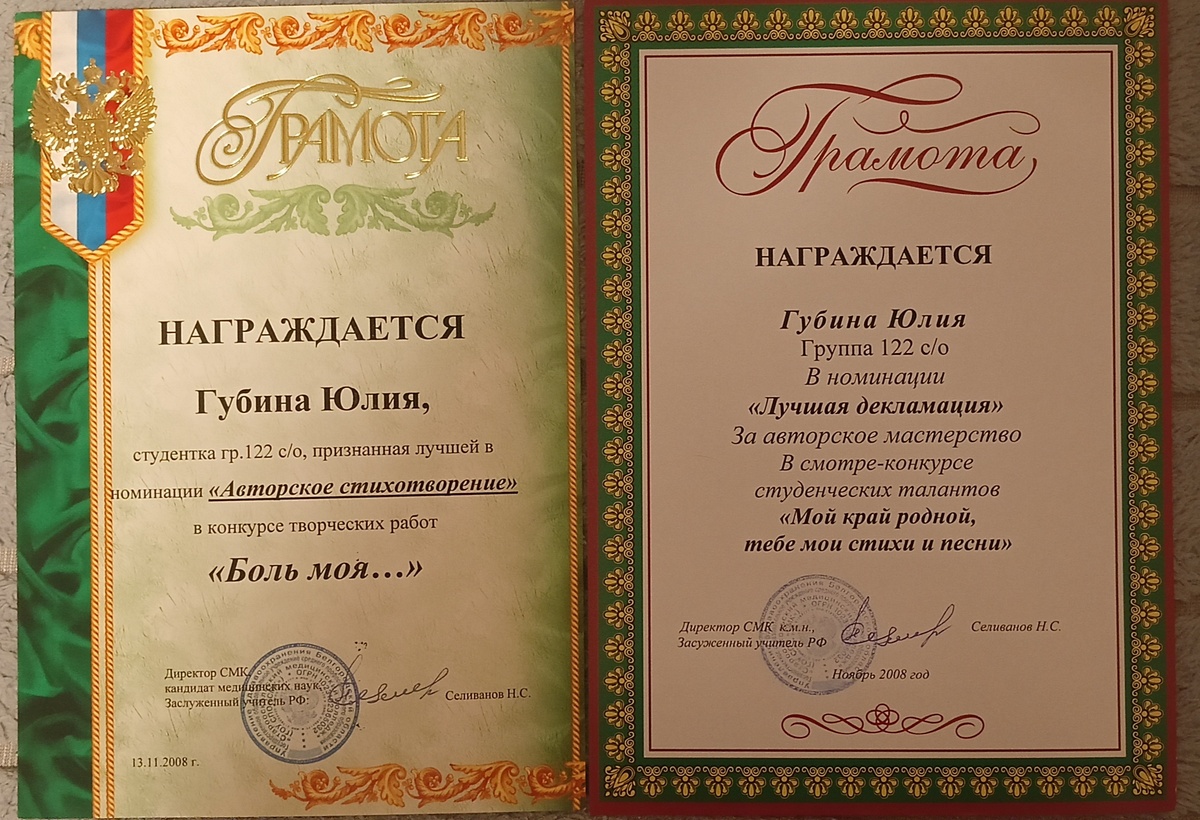 ГРАМОТА
НАГРАЖДАЕТСЯ
Губина Юлия,
студентка гр.122 с/о, признанная лучшей в
номинации «Авторское стихотворение»
в конкурсе творческих работ
«Боль моя...»
Директор СМК,
кандидат медицинских наук,
Заслуженный учитель РФ:
Селиванов Н.С.
13.11.2008 г.
Грамота
НАГРАЖДАЕТСЯ
Губина Юлия
Группа 122 с/о
В номинации
«Лучшая декламация»
За авторское мастерство
В смотре-конкурсе
студенческих талантов
«Мой край родной,
тебе мои стихи и песни»
Директор СМК к.м.н.,
Засуженный учитель РФ
Селиванов Н.С.
Ноябрь 2008 год